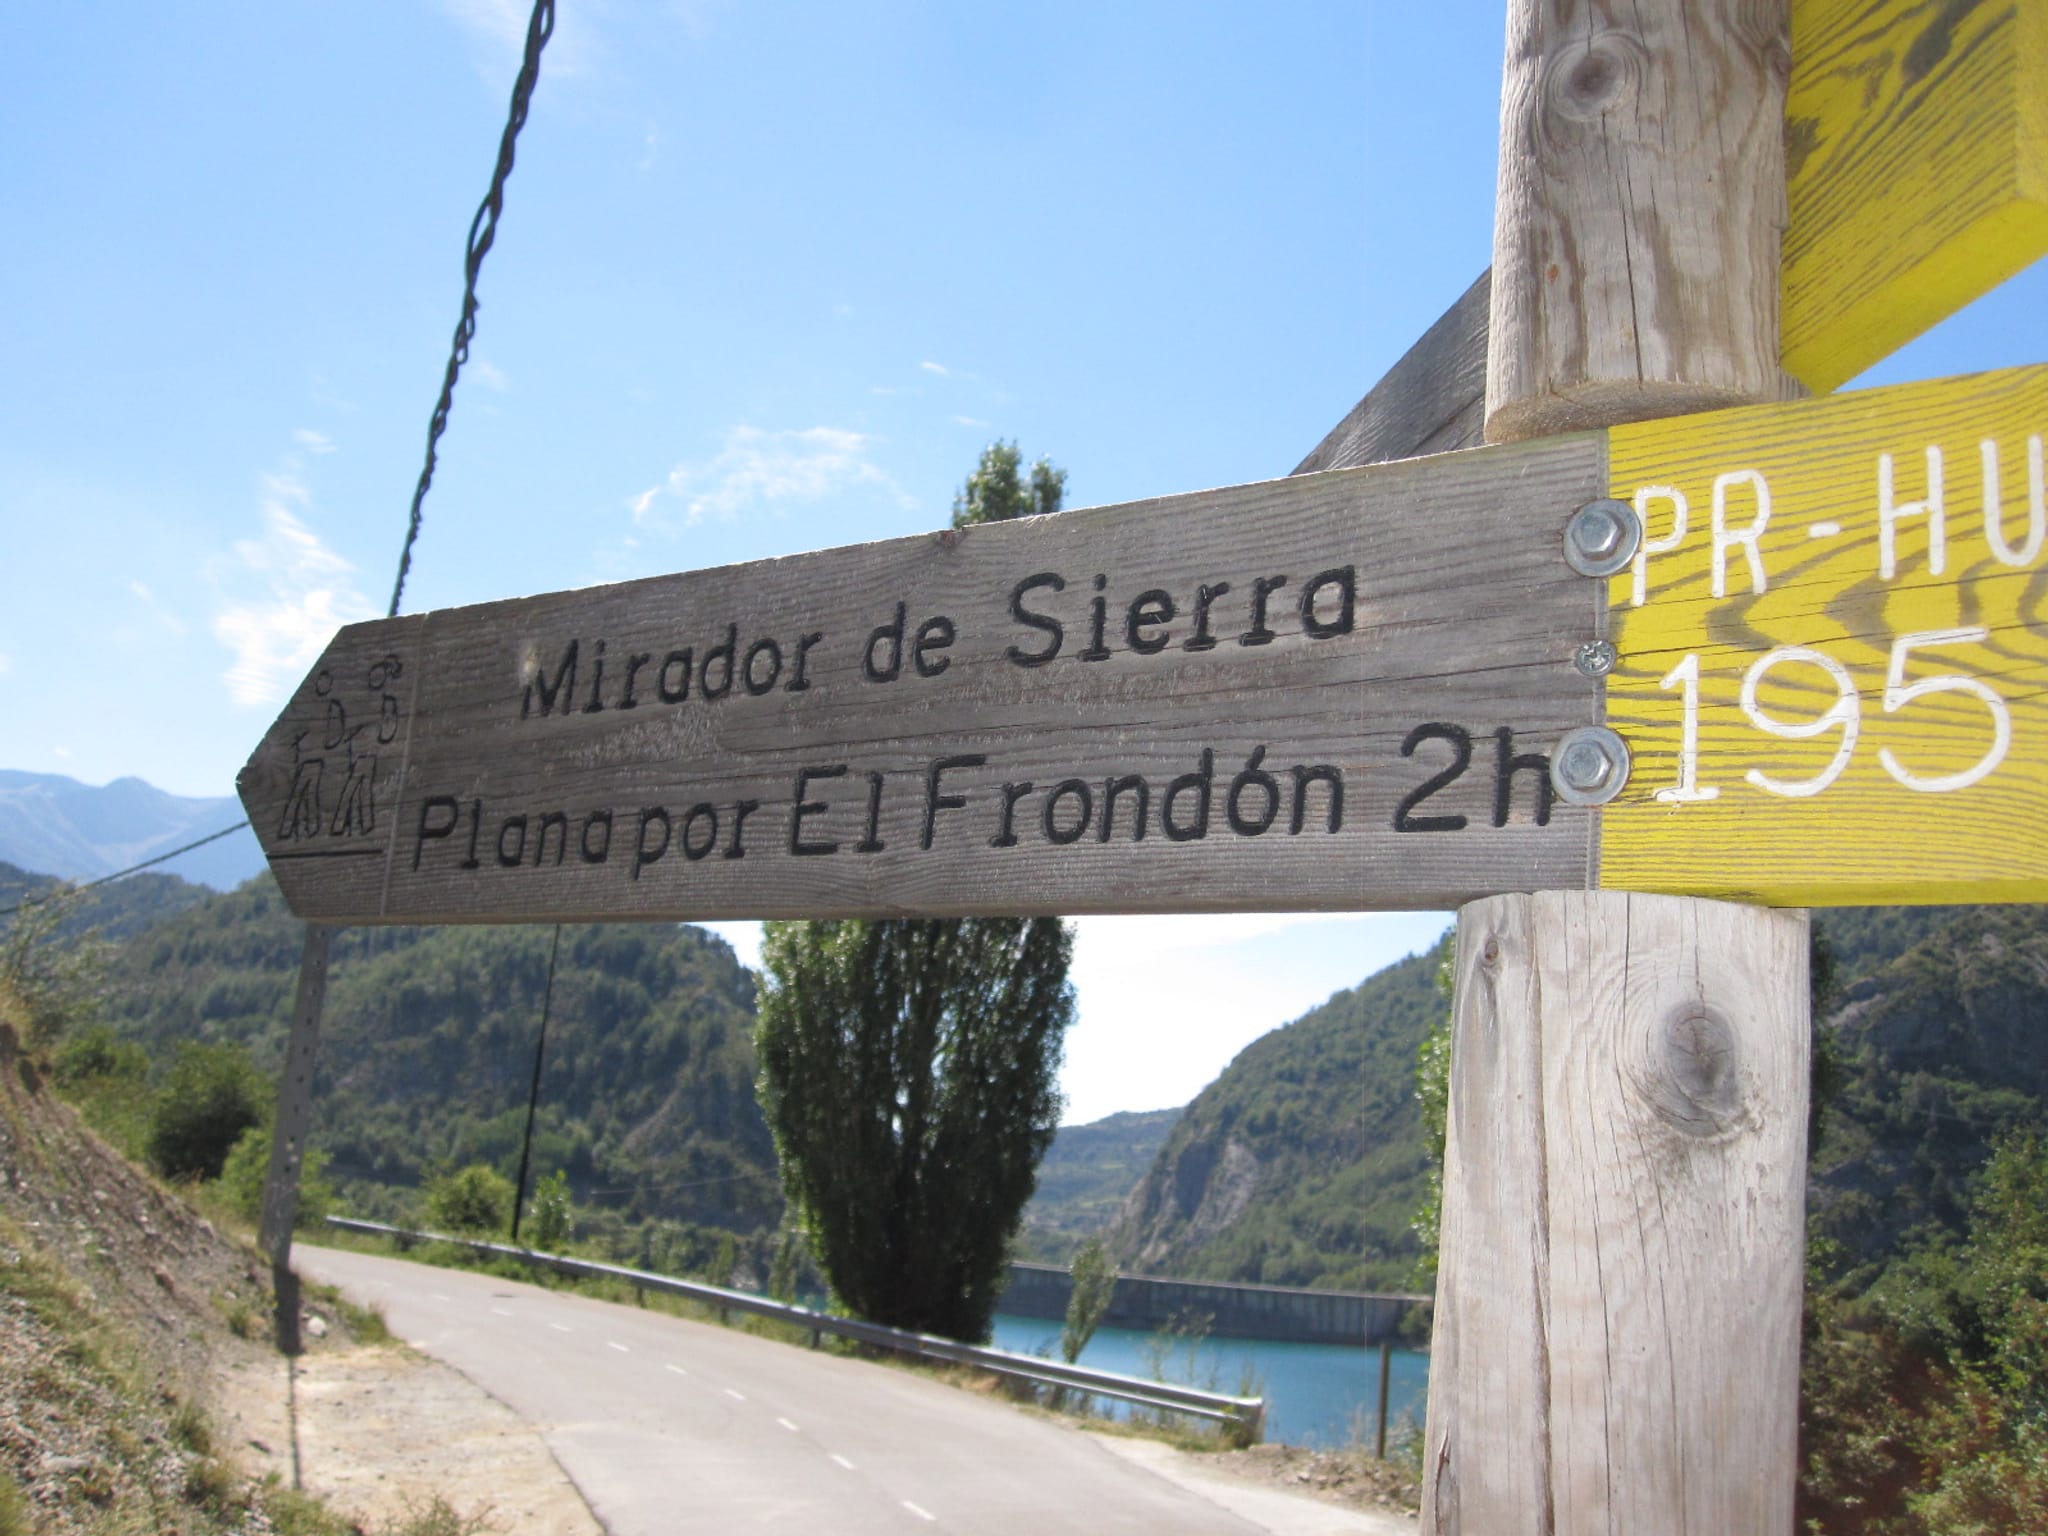 Mirador de Sierra
Plana por El Frondón 2h
PR-HU
195